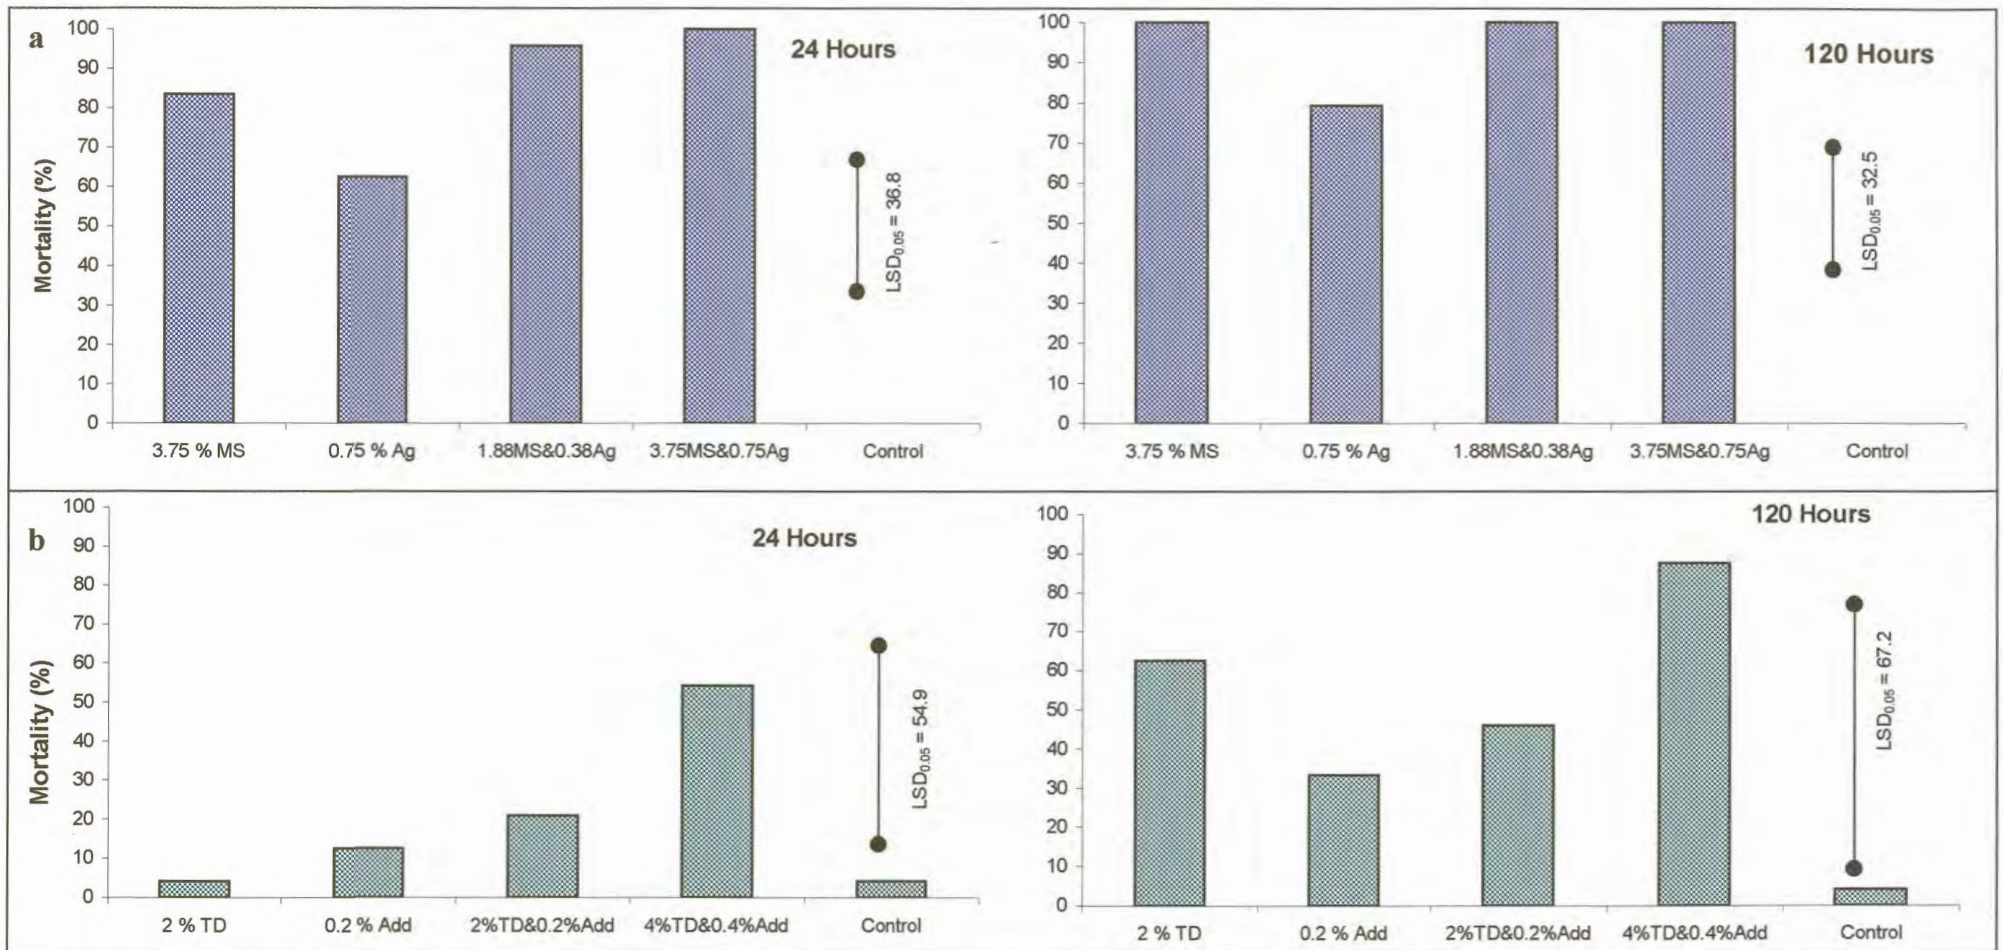 a
24 Hours
Mortality (%)
100
90
80
70
60
50
40
30
20
10
0
LSD0.05 = 36.8
3.75 % MS 0.75 % Ag 1.88MS&0.38Ag 3.75MS&0.75Ag Control
120 Hours
100
90
80
70
60
50
40
30
20
10
0
LSD0.05 = 32.5
3.75 % MS 0.75 % Ag 1.88MS&0.38Ag 3.75MS&0.75Ag Control
b
24 Hours
Mortality (%)
100
90
80
70
60
50
40
30
20
10
0
LSD0.05 = 54.9
2 % TD 0.2 % Add 2%TD&0.2%Add 4%TD&0.4%Add Control
120 Hours
100
90
80
70
60
50
40
30
20
10
0
LSD0.05 = 67.2
2 % TD 0.2 % Add 2%TD&0.2%Add 4%TD&0.4%Add Control